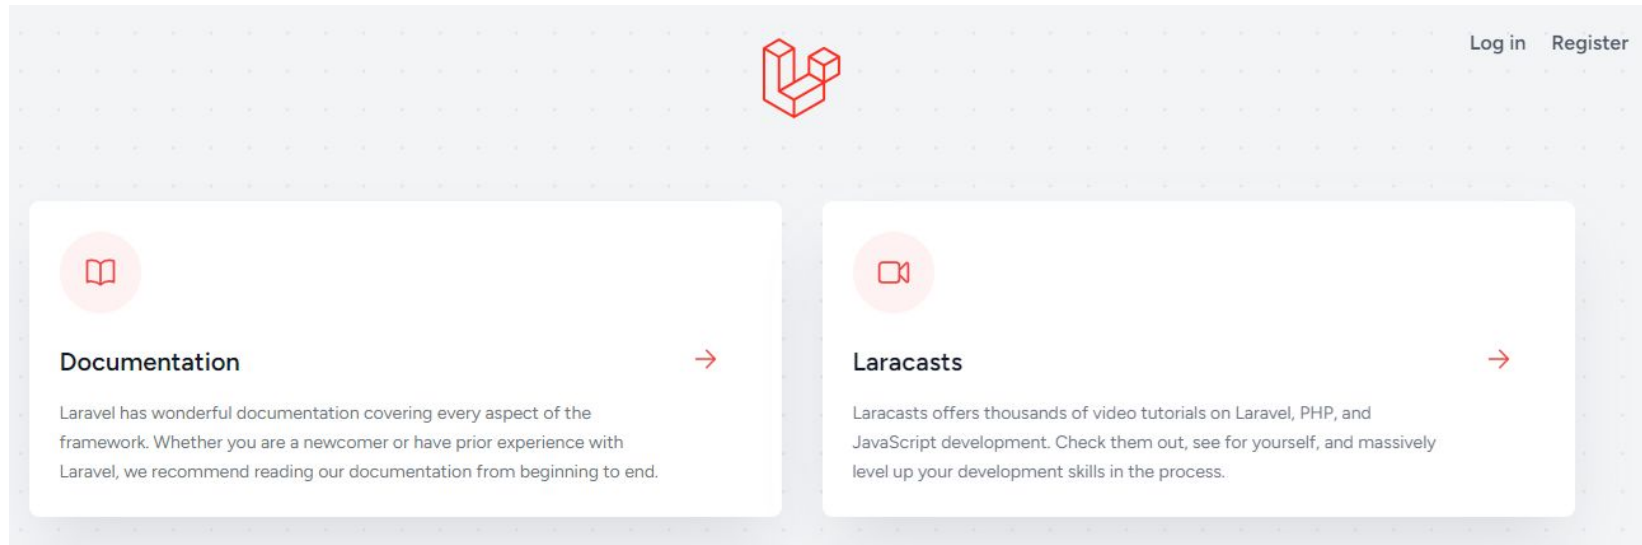 Log in Register
Documentation
Laravel has wonderful documentation covering every aspect of the
framework. Whether you are a newcomer or have prior experience with
Laravel, we recommend reading our documentation from beginning to end.
Laracasts
Laracasts offers thousands of video tutorials on Laravel, PHP, and
JavaScript development. Check them out, see for yourself, and massively
level up your development skills in the process.